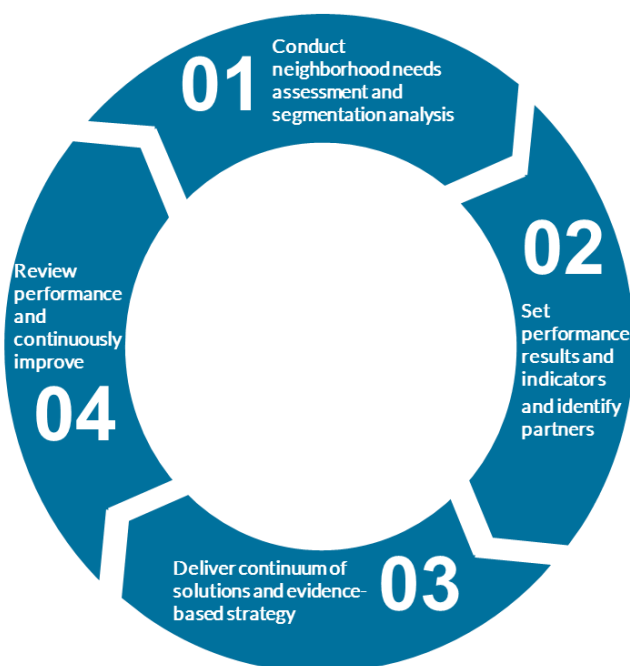 01
Conduct
neighborhood needs
assessment and
segmentation analysis
02
Set
performance
results and
indicators
and identify
partners
03
Deliver continuum of
solutions and evidence-
based strategy
04
Review
performance
and
continuously
improve